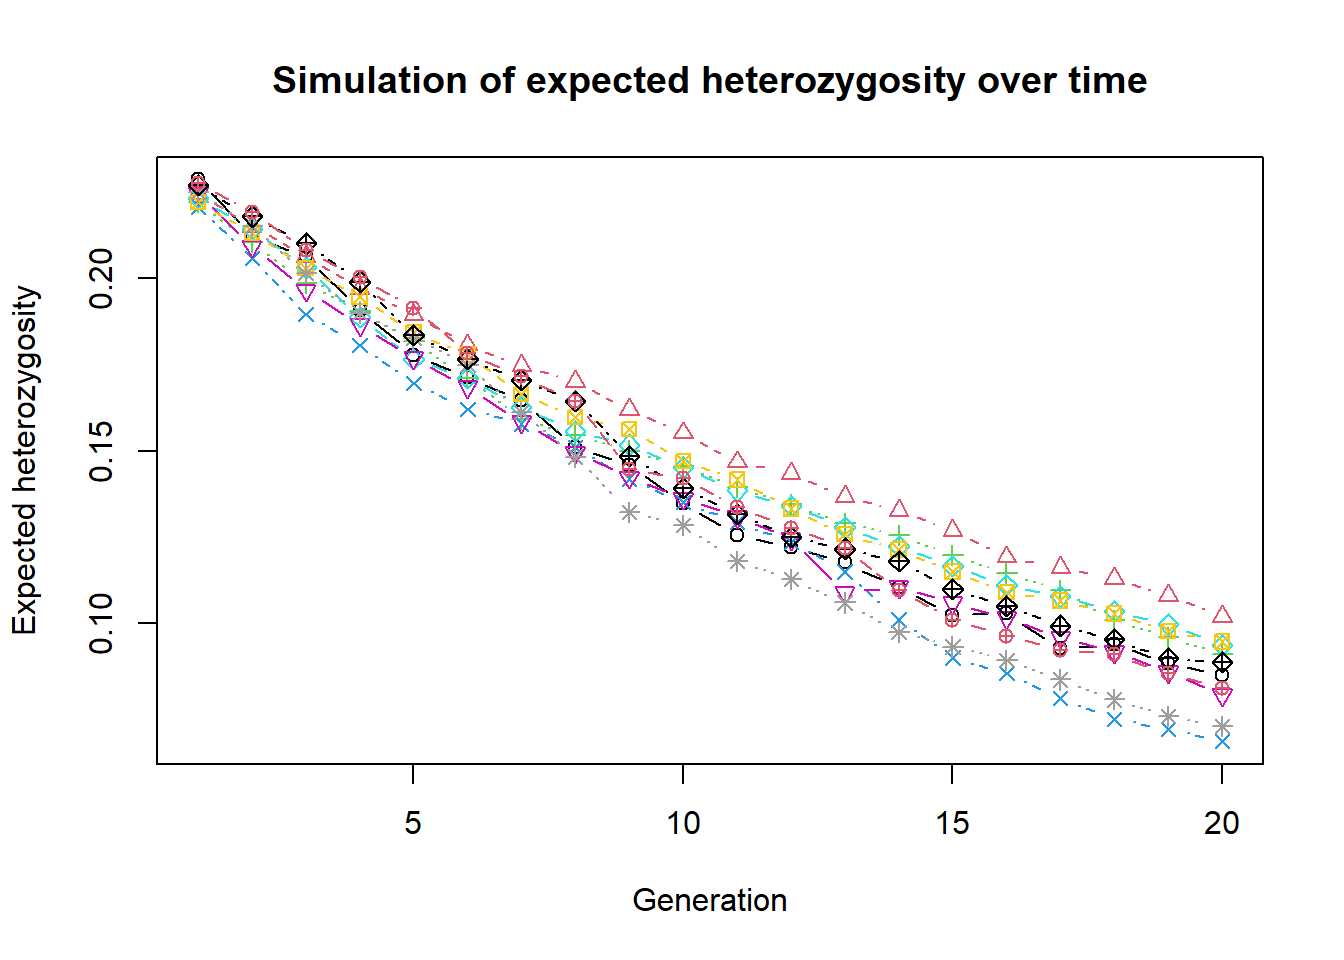 Simulation of expected heterozygosity over time
Expected heterozygosity
0.20
0.15
0.10
5 10 15 20
Generation